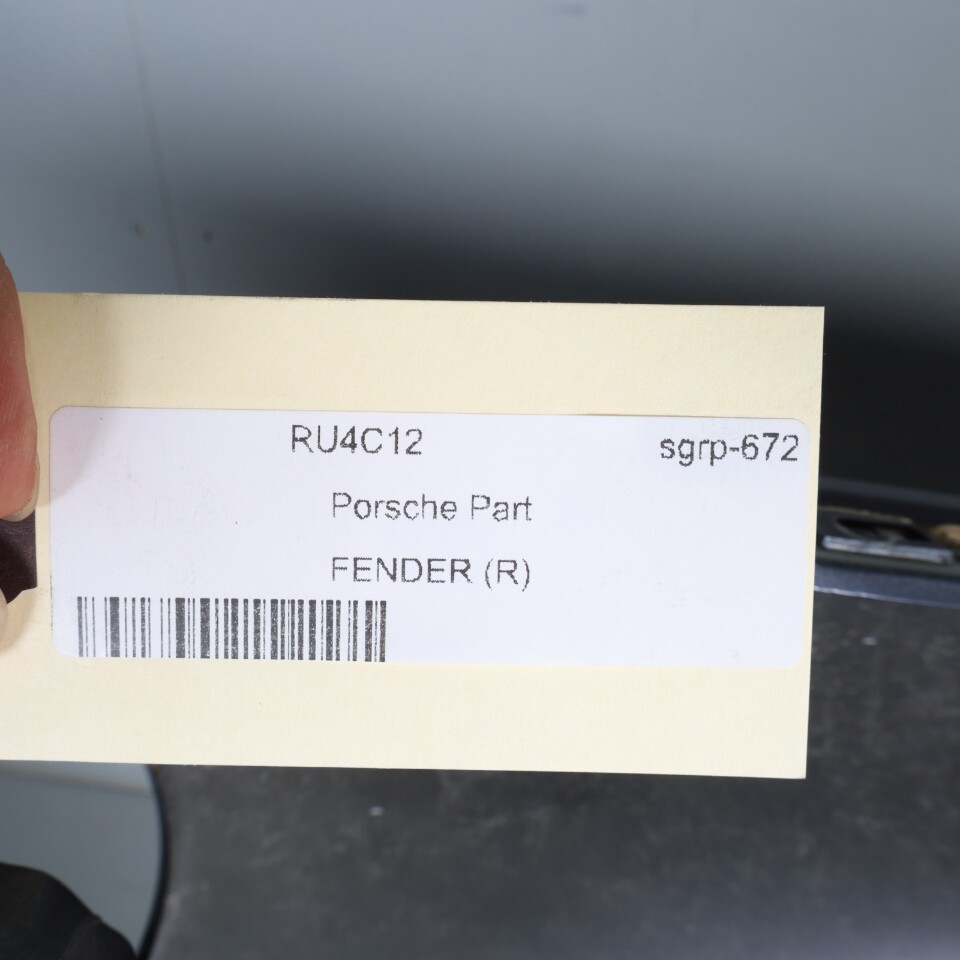 RU4C12 sgrp-672
Porsche Part
FENDER (R)